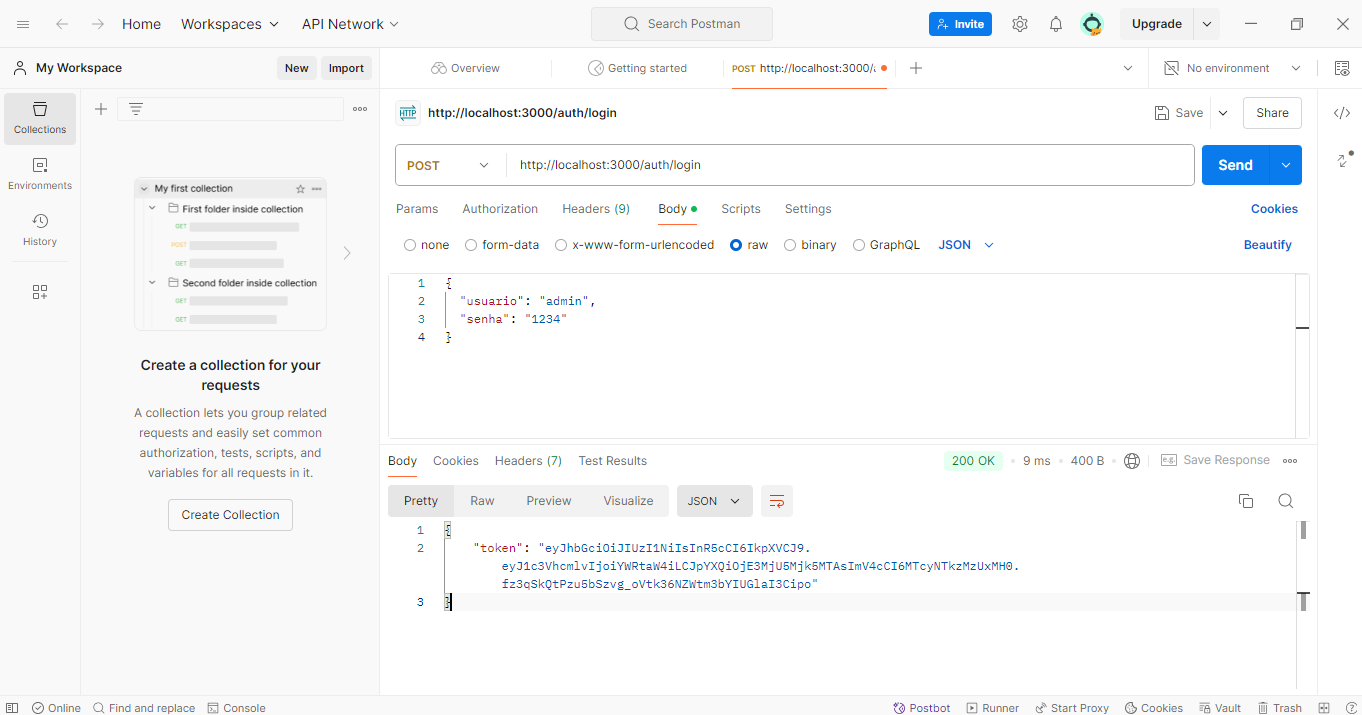 Home Workspaces API Network Search Postman Invite Upgrade
My Workspace New Import Overview Getting started POST http://localhost:3000/a No environment
Collections
Environments
History
My first collection
First folder inside collection
GET
POST
GET
Second folder inside collection
GET
GET
Create a collection for your
requests
A collection lets you group related
requests and easily set common
authorization, tests, scripts, and
variables for all requests in it.
Create Collection
HTTP http://localhost:3000/auth/login Save Share
POST http://localhost:3000/auth/login Send
Params Authorization Headers (9) Body Scripts Settings Cookies
none form-data x-www-form-urlencoded raw binary GraphQL JSON Beautify
1 {
2 "usuario": "admin",
3 "senha": "1234"
4 }
Body Cookies Headers (7) Test Results 200 OK 9 ms 400 B e.g. Save Response
Pretty Raw Preview Visualize JSON
1 {
2 "token": "eyJhbGciOiJIUzI1NiIsInR5cCI6IkpXVCJ9.
eyJ1c3VhcmlvIjoiYWRtaW4iLCJpYXQiOjE3MjU5Mjk5MTAsImV4cCI6MTcyNTkzMzUxMH0.
fz3qSkQtPzu5bSzvg_oVtk36NZWtm3bYIUGlaI3Cipo"
3 }
Online Find and replace Console Postbot Runner Start Proxy Cookies Vault Trash